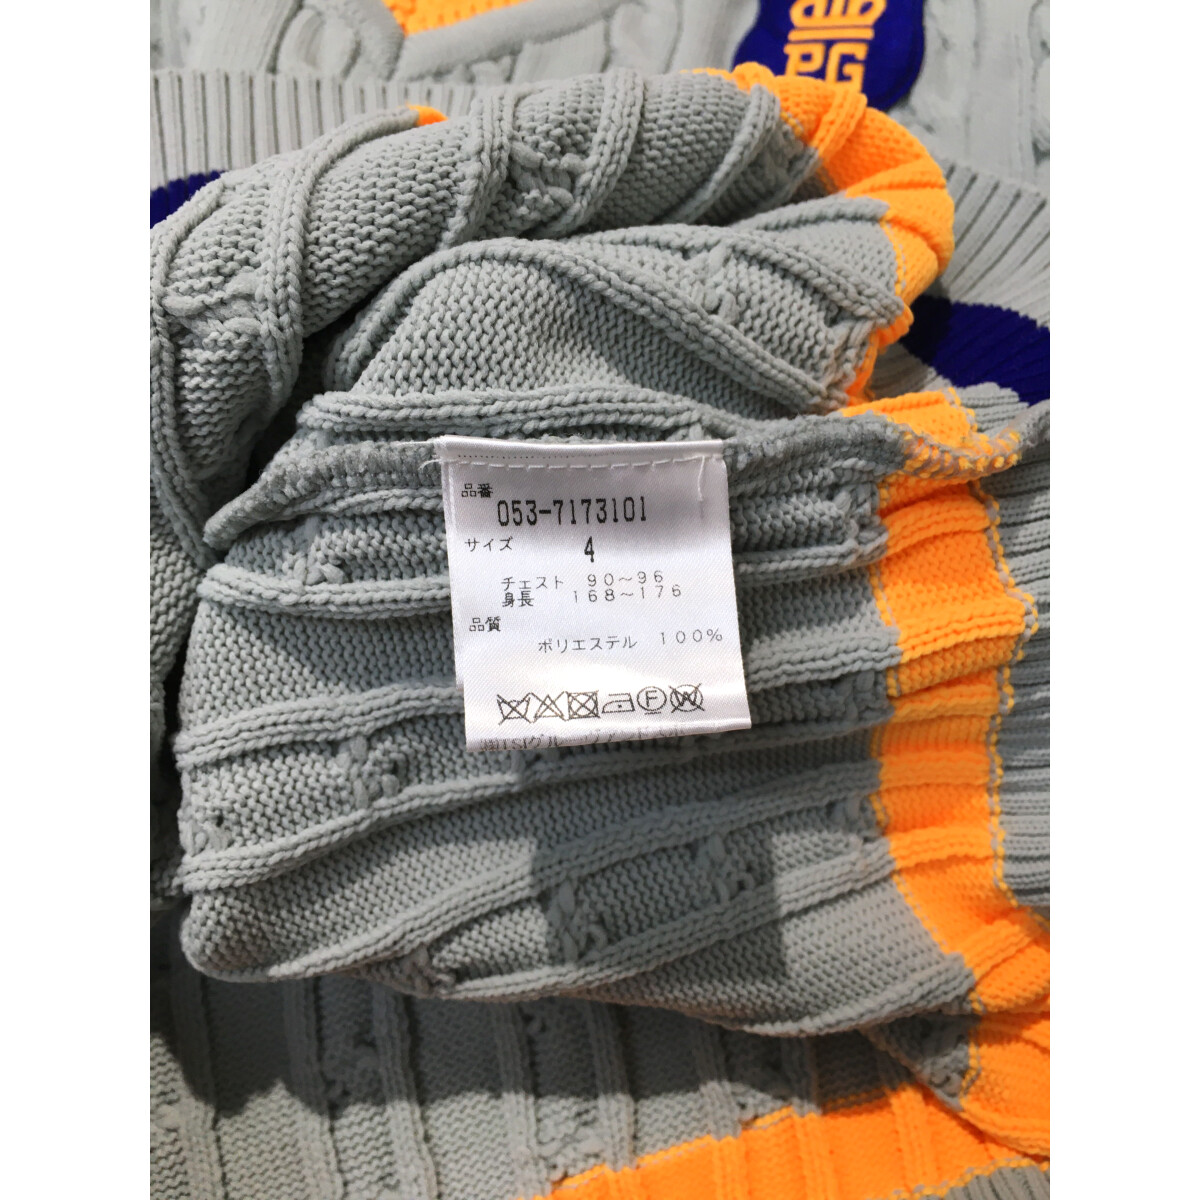 PG
品番
053-7173101
サイズ 4
チェスト 90～96
身長 168～176
品質
ポリエステル 100%